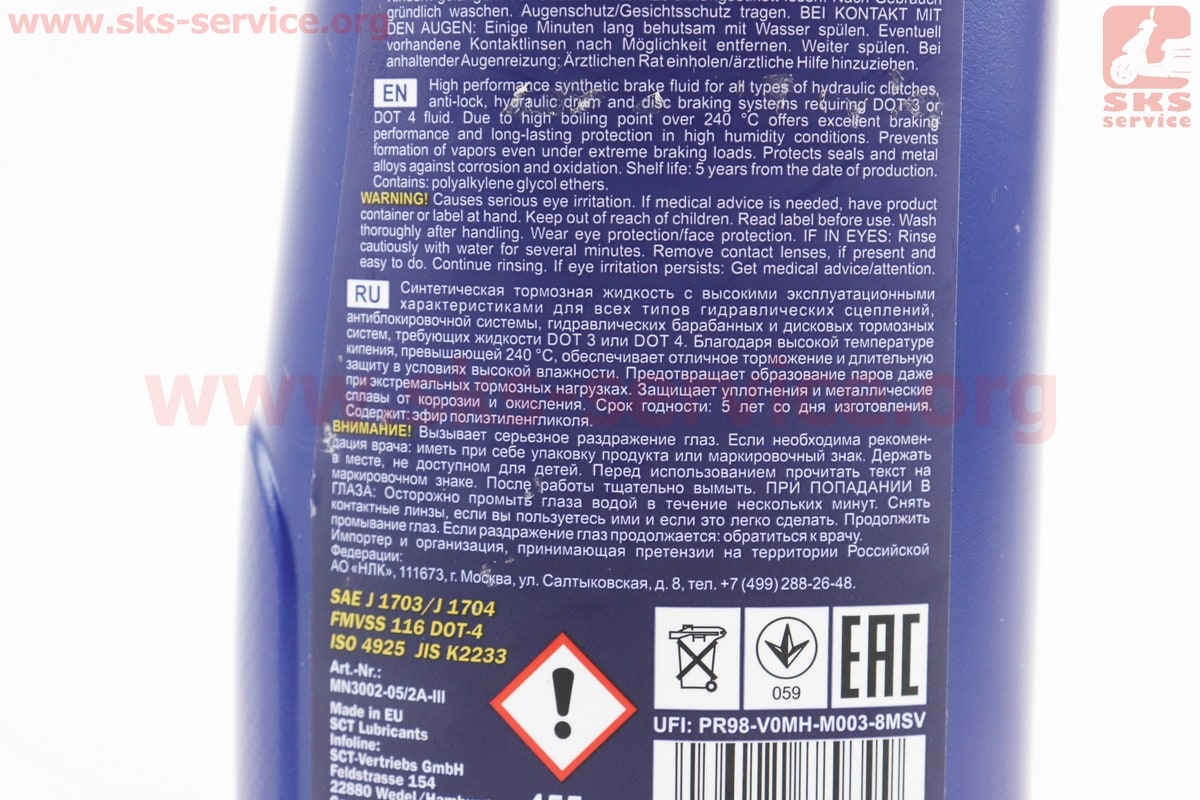 www.sks-service.org
SKS
service
gründlich waschen. Augenschutz/Gesichtsschutz tragen. BEI KONTAKT MIT
DEN AUGEN: Einige Minuten lang behutsam mit Wasser spülen. Eventuell
vorhandene Kontaktlinsen nach Möglichkeit entfernen. Weiter spülen. Bei
anhaltender Augenreizung: Ärztlichen Rat einholen/ärztliche Hilfe hinzuziehen.
EN High performance synthetic brake fluid for all types of hydraulic clutches,
anti-lock, hydraulic drum and disc braking systems requiring DOT 3 or
DOT 4 fluid. Due to high boiling point over 240 °C offers excellent braking
performance and long-lasting protection in high humidity conditions. Prevents
formation of vapors even under extreme braking loads. Protects seals and metal
alloys against corrosion and oxidation. Shelf life: 5 years from the date of production.
Contains: polyalkylene glycol ethers.
WARNING! Causes serious eye irritation. If medical advice is needed, have product
container or label at hand. Keep out of reach of children. Read label before use. Wash
thoroughly after handling. Wear eye protection/face protection. IF IN EYES: Rinse
cautiously with water for several minutes. Remove contact lenses, if present and
easy to do. Continue rinsing. If eye irritation persists: Get medical advice/attention.
RU Синтетическая тормозная жидкость с высокими эксплуатационными
характеристиками для всех типов гидравлических сцеплений,
антиблокировочной системы, гидравлических барабанных и дисковых тормозных
систем, требующих жидкости DOT 3 или DOT 4. Благодаря высокой температуре
кипения, превышающей 240 °C, обеспечивает отличное торможение и длительную
защиту в условиях высокой влажности. Предотвращает образование паров даже
при экстремальных тормозных нагрузках. Защищает уплотнения и металлические
сплавы от коррозии и окисления. Срок годности: 5 лет со дня изготовления.
Содержит: эфир полиэтиленгликоля.
www.sks-service.org
ВНИМАНИЕ! Вызывает серьезное раздражение глаз. Если необходима рекомен-
дация врача: иметь при себе упаковку продукта или маркировочный знак. Держать
в месте, не доступном для детей. Перед использованием прочитать текст на
маркировочном знаке. После работы тщательно вымыть. ПРИ ПОПАДАНИИ В
ГЛАЗА: Осторожно промыть глаза водой в течение нескольких минут. Снять
контактные линзы, если вы пользуетесь ими и если это легко сделать. Продолжить
промывание глаз. Если раздражение глаз продолжается: обратиться к врачу.
Импортер и организация, принимающая претензии на территории Российской
Федерации:
АО «НЛК», 111673, г. Москва, ул. Салтыковская, д. 8, тел. +7 (499) 288-26-48.
SAE J 1703/J 1704
FMVSS 116 DOT-4
ISO 4925 JIS K2233
Art.-Nr.:
MN3002-05/2A-III
Made in EU
SCT Lubricants
Infoline:
SCT-Vertriebs GmbH
Feldstrasse 154
22880 Wedel/Hamburg
059
EAC
UFI: PR98-V0MH-M003-8MSV